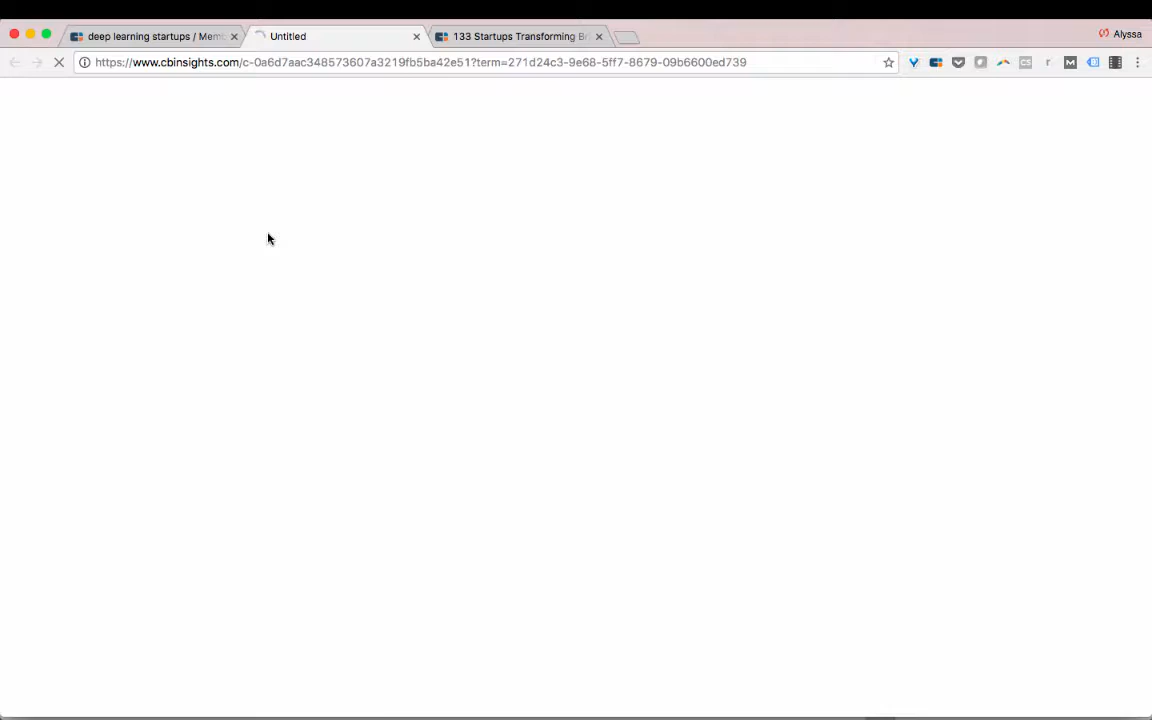 deep learning startups / Mem
Untitled
133 Startups Transforming Br
Alyssa
https://www.cbinsights.com/c-0a6d7aac348573607a3219fb5ba42e51?term=271d24c3-9e68-5ff7-8679-09b6600ed739
CS
r
M